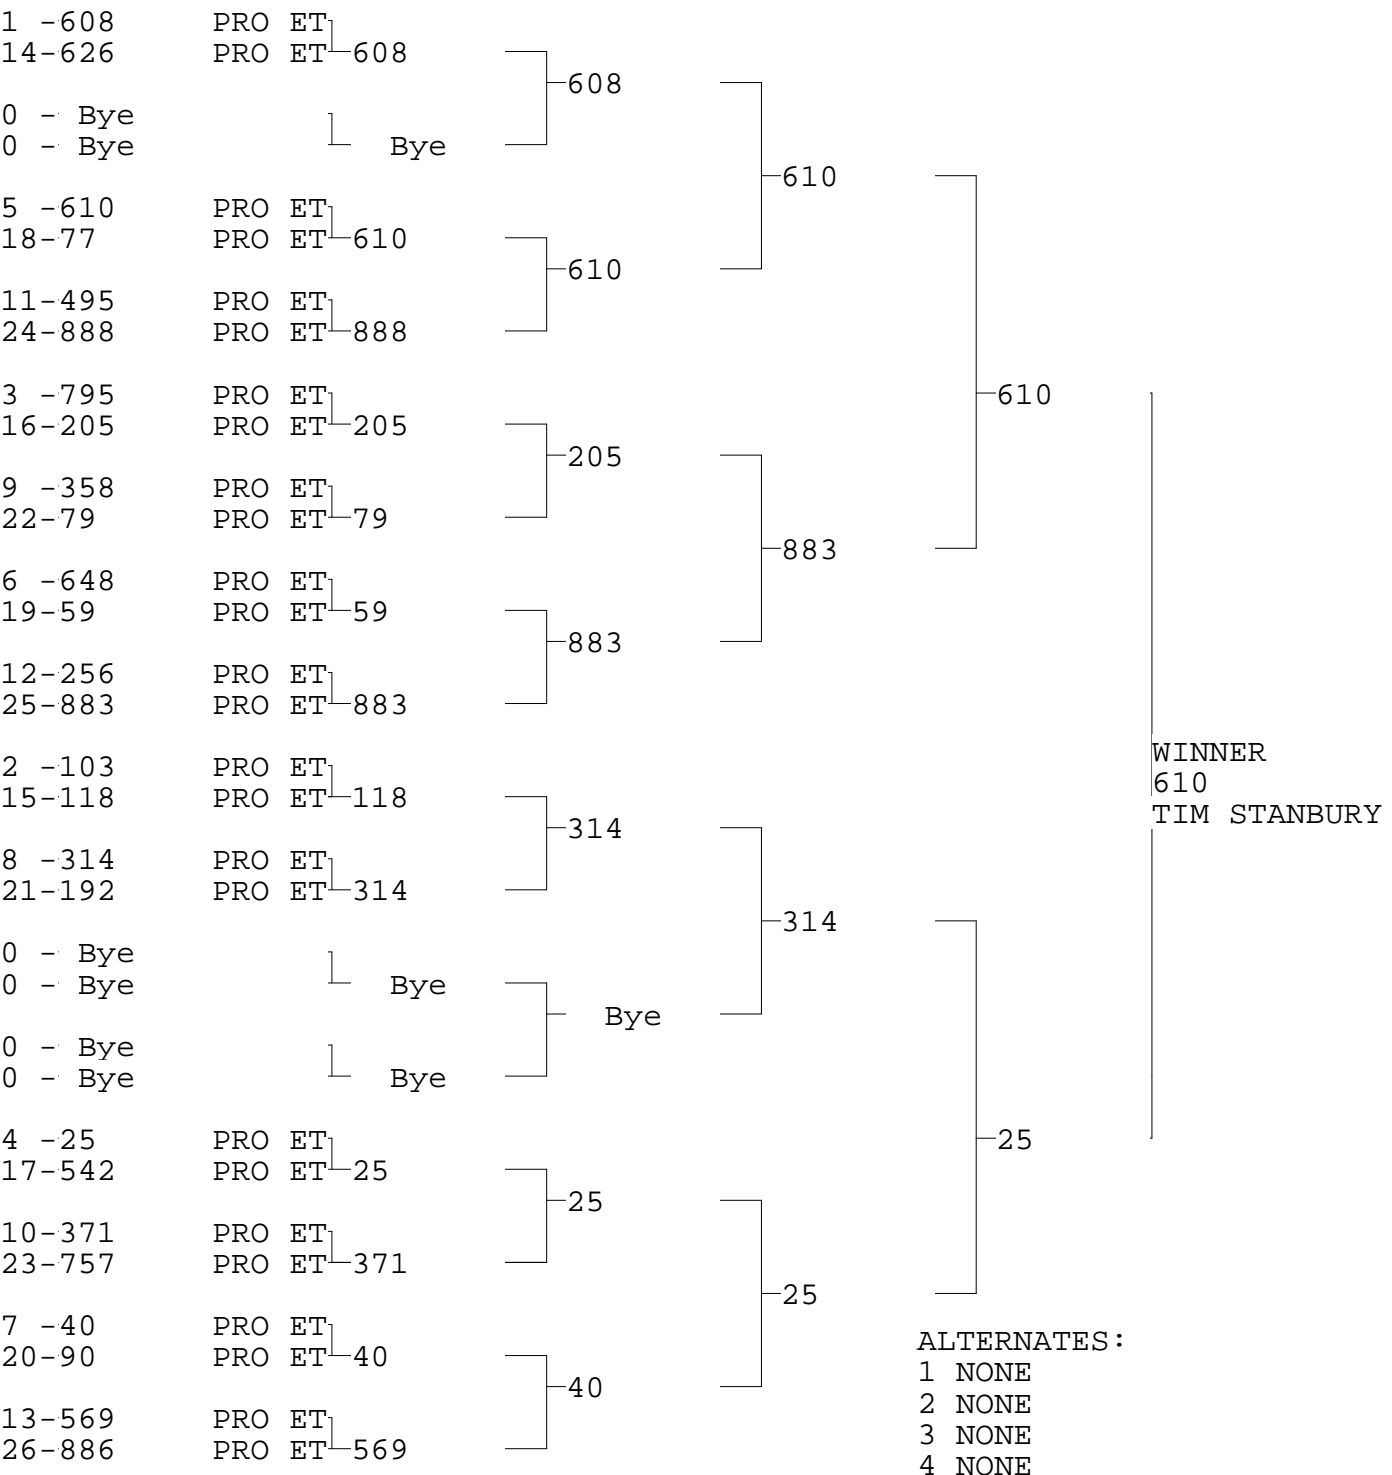 1 -608 PRO ET
14-626 PRO ET 608
608
0 - Bye
0 - Bye Bye
610
5 -610 PRO ET
18-77 PRO ET 610
610
11-495 PRO ET
24-888 PRO ET 888
3 -795 PRO ET
610
16-205 PRO ET 205
205
9 -358 PRO ET
22-79 PRO ET 79
883
6 -648 PRO ET
19-59 PRO ET 59
883
12-256 PRO ET
25-883 PRO ET 883
WINNER
2 -103 PRO ET
610
15-118 PRO ET 118
TIM STANBURY
314
8 -314 PRO ET
21-192 PRO ET 314
314
0 - Bye
0 - Bye Bye
Bye
0 - Bye
0 - Bye Bye
4 -25 PRO ET
25
17-542 PRO ET 25
25
10-371 PRO ET
23-757 PRO ET 371
25
7 -40 PRO ET
ALTERNATES:
20-90 PRO ET 40
1 NONE
40
2 NONE
13-569 PRO ET
3 NONE
26-886 PRO ET 569
4 NONE